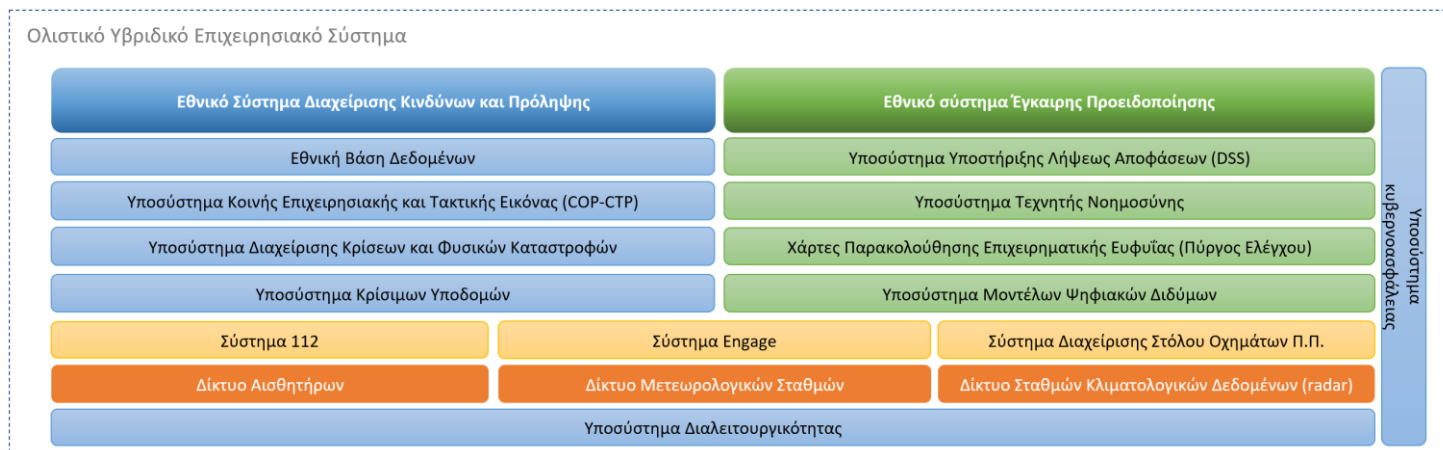 Ολιστικό Υβριδικό Επιχειρησιακό Σύστημα
Εθνικό Σύστημα Διαχείρισης Κινδύνων και Πρόληψης
Εθνικό σύστημα Έγκαιρης Προειδοποίησης
Εθνική Βάση Δεδομένων
Υποσύστημα Υποστήριξης Λήψεως Αποφάσεων (DSS)
Υποσύστημα Κοινής Επιχειρησιακής και Τακτικής Εικόνας (COP-CTP)
Υποσύστημα Τεχνητής Νοημοσύνης
Υποσύστημα Διαχείρισης Κρίσεων και Φυσικών Καταστροφών
Χάρτες Παρακολούθησης Επιχειρηματικής Ευφυΐας (Πύργος Ελέγχου)
Υποσύστημα Κρίσιμων Υποδομών
Υποσύστημα Μοντέλων Ψηφιακών Διδύμων
Σύστημα 112
Σύστημα Engage
Σύστημα Διαχείρισης Στόλου Οχημάτων Π.Π.
Δίκτυο Αισθητήρων
Δίκτυο Μετεωρολογικών Σταθμών
Δίκτυο Σταθμών Κλιματολογικών Δεδομένων (radar)
Υποσύστημα Διαλειτουργικότητας
Υποσύστημα
κυβερνοασφάλειας